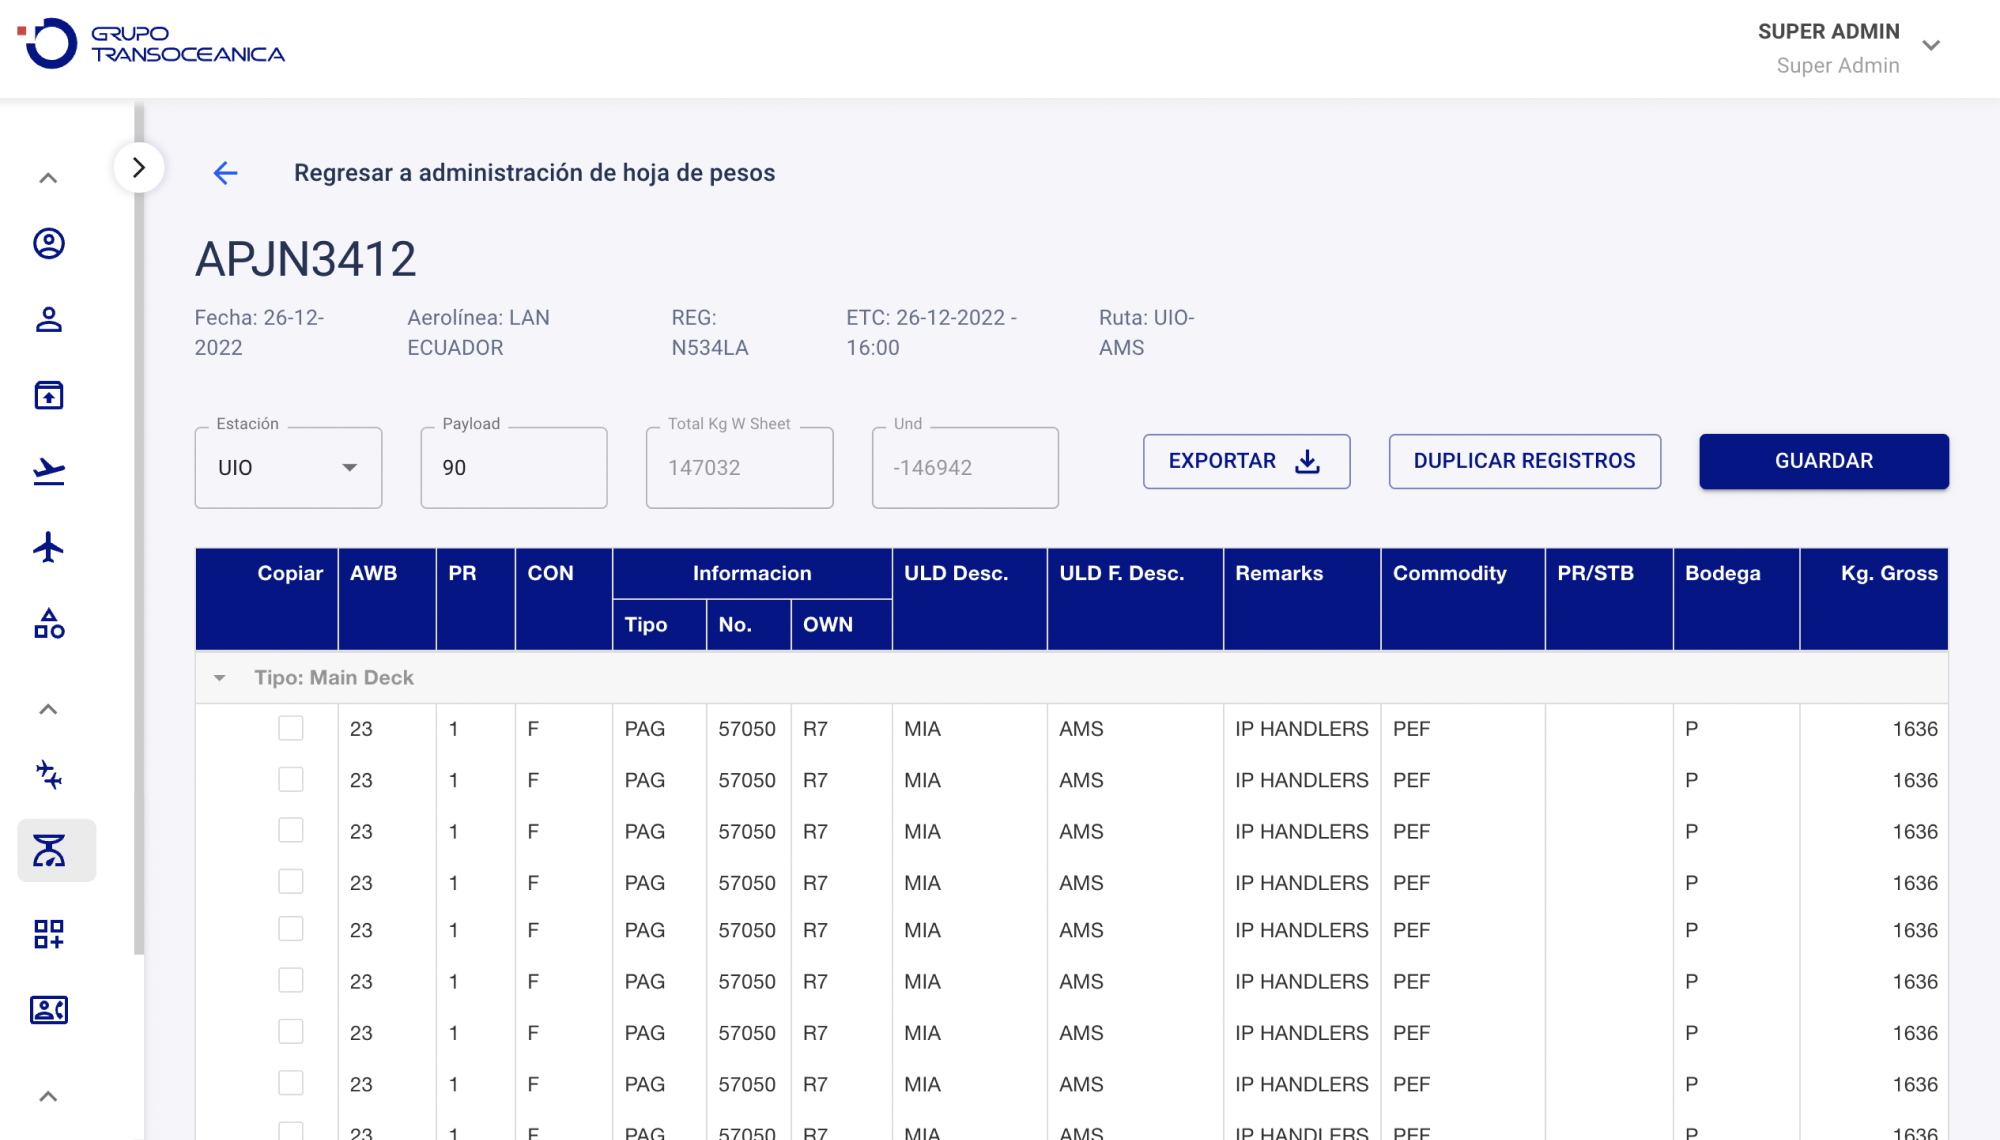 GRUPO
TRANSOCEANICA
SUPER ADMIN
Super Admin
Regresar a administración de hoja de pesos
APJN3412
Fecha: 26-12-2022
Aerolínea: LAN ECUADOR
REG: N534LA
ETC: 26-12-2022 - 16:00
Ruta: UIO-AMS
Estación
UIO
Payload
90
Total Kg W Sheet
147032
Und
-146942
EXPORTAR
DUPLICAR REGISTROS
GUARDAR
Copiar AWB PR CON Informacion ULD Desc. ULD F. Desc. Remarks Commodity PR/STB Bodega Kg. Gross
Tipo No. OWN
Tipo: Main Deck
23 1 F PAG 57050 R7 MIA AMS IP HANDLERS PEF P 1636
23 1 F PAG 57050 R7 MIA AMS IP HANDLERS PEF P 1636
23 1 F PAG 57050 R7 MIA AMS IP HANDLERS PEF P 1636
23 1 F PAG 57050 R7 MIA AMS IP HANDLERS PEF P 1636
23 1 F PAG 57050 R7 MIA AMS IP HANDLERS PEF P 1636
23 1 F PAG 57050 R7 MIA AMS IP HANDLERS PEF P 1636
23 1 F PAG 57050 R7 MIA AMS IP HANDLERS PEF P 1636
23 1 F PAG 57050 R7 MIA AMS IP HANDLERS PEF P 1636
23 1 F PAG 57050 R7 MIA AMS IP HANDLERS PEF P 1636